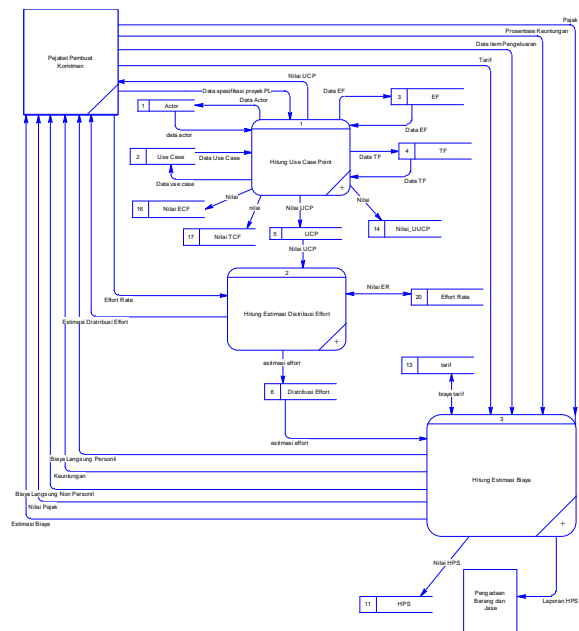 Pajak
Prosentase Keuntungan
Data item Pengeluaran
Tarif
Pejabat Pembuat
Komitmen
Nilai UCP
Data spesifikasi proyek PL
Data EF
3 EF
Data Actor
1 Actor
data actor
Data EF
1
Hitung Use Case Point
+
4 TF
Data TF
Data TF
2 Use Case
Data Use Case
Data use case
Nilai
nilai
Nilai UCP
Nilai
16 Nilai ECF
17 Nilai TCF
5 UCP
14 Nilai_UUCP
Nilai UCP
2
Hitung Estimasi Distribusi Effort
+
Nilai ER
20 Effort Rate
Effort Rate
Estimasi Distribusi Effort
estimasi effort
13 tarif
6 Distribusi Effort
biaya tarif
estimasi effort
3
Hitung Estimasi Biaya
+
Biaya Langsung Personil
Keuntungan
Biaya Langsung Non Personil
Nilai Pajak
Estimasi Biaya
Nilai HPS
11 HPS
Pengadaan
Barang dan
Jasa
Laporan HPS